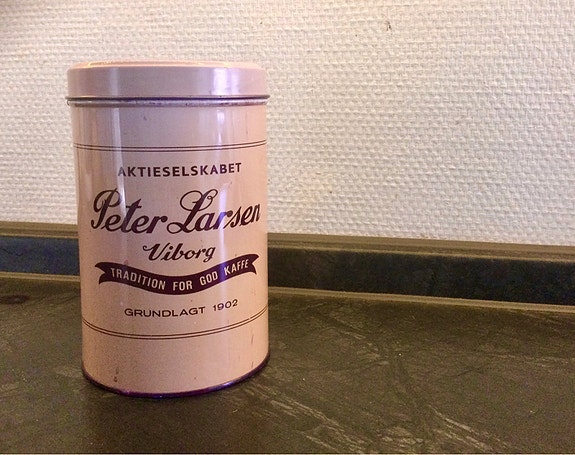 AKTIESELSKABET
Peter Larsen
Viborg
TRADITION FOR GOD KAFFE
GRUNDLAGT 1902